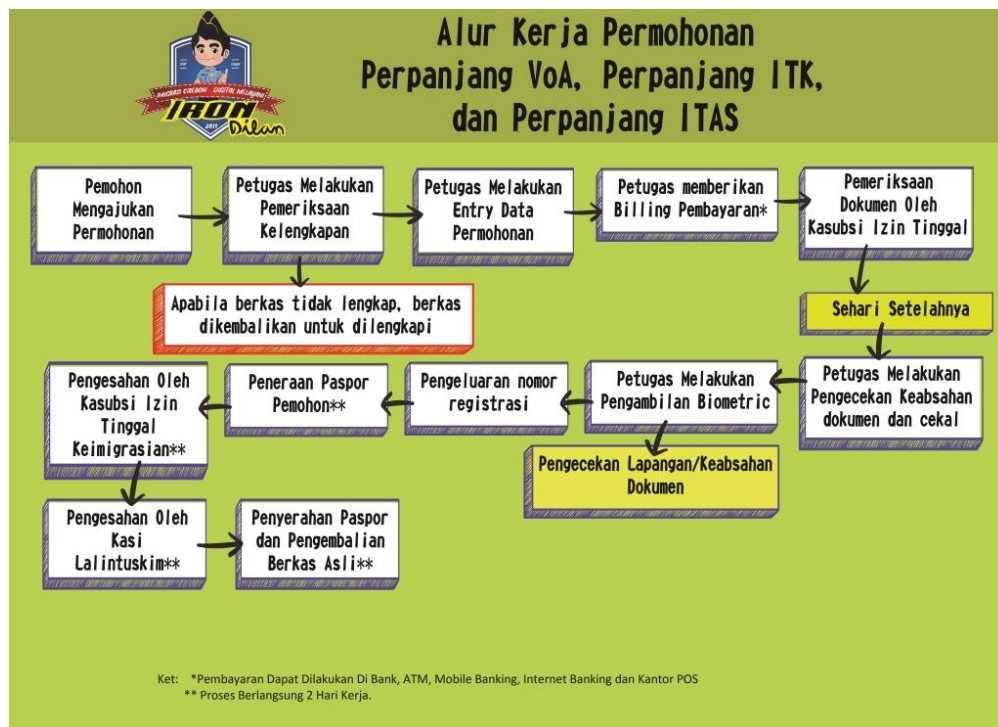 Alur Kerja Permohonan
Perpanjang VoA, Perpanjang ITK,
dan Perpanjang ITAS
IMIGRASI CIREBON DIGITAL MELAYANI
IRON
2019
Dilan
Pemohon
Mengajukan
Permohonan
Petugas Melakukan
Pemeriksaan
Kelengkapan
Petugas Melakukan
Entry Data
Permohonan
Petugas memberikan
Billing Pembayaran*
Pemeriksaan
Dokumen Oleh
Kasubsi Izin Tinggal
Apabila berkas tidak lengkap, berkas
dikembalikan untuk dilengkapi
Sehari Setelahnya
Petugas Melakukan
Pengecekan Keabsahan
dokumen dan cekal
Petugas Melakukan
Pengambilan Biometric
Pengecekan Lapangan/Keabsahan
Dokumen
Pengeluaran nomor
registrasi
Peneraan Paspor
Pemohon**
Pengesahan Oleh
Kasubsi Izin
Tinggal
Keimigrasian**
Pengesahan Oleh
Kasi
Lalintuskim**
Penyerahan Paspor
dan Pengembalian
Berkas Asli**
Ket: *Pembayaran Dapat Dilakukan Di Bank, ATM, Mobile Banking, Internet Banking dan Kantor POS
** Proses Berlangsung 2 Hari Kerja.